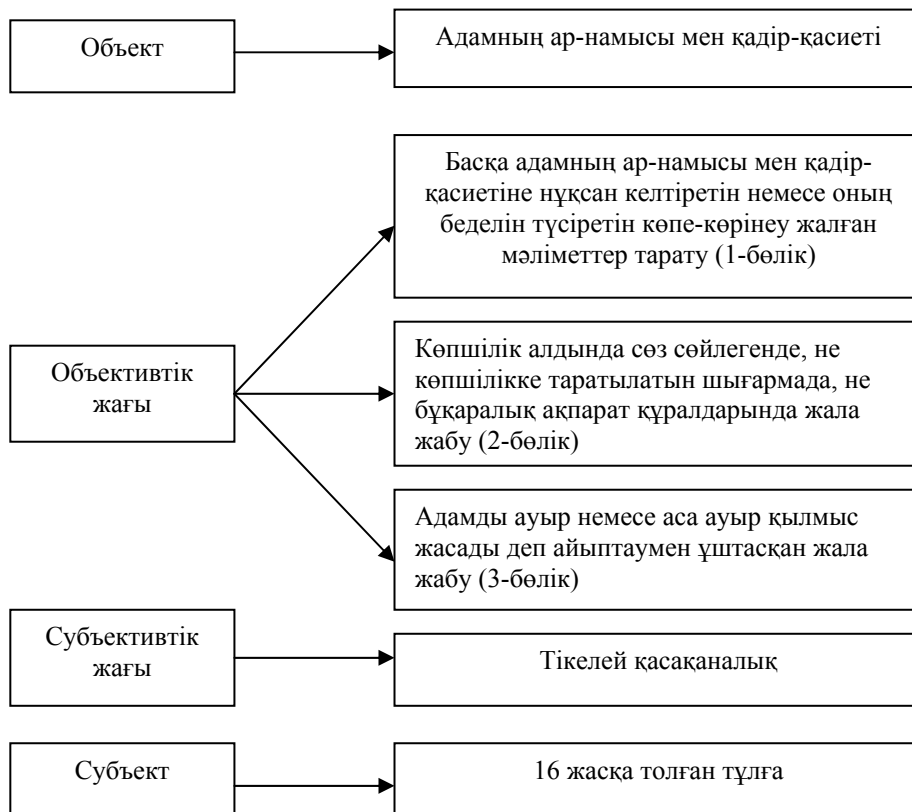 Объект
Адамның ар-намысы мен қадір-қасиеті
Басқа адамның ар-намысы мен қадір-
қасиетіне нұқсан келтіретін немесе оның
беделін түсіретін көпе-көрінеу жалған
мәліметтер тарату (1-бөлік)
Объективтік
жағы
Көпшілік алдында сөз сөйлегенде, не
көпшілікке таратылатын шығармада, не
бұқаралық ақпарат құралдарында жала
жабу (2-бөлік)
Адамды ауыр немесе аса ауыр қылмыс
жасады деп айыптаумен ұштасқан жала
жабу (3-бөлік)
Субъективтік
жағы
Тікелей қасақаналық
Субъект
16 жасқа толған тұлға